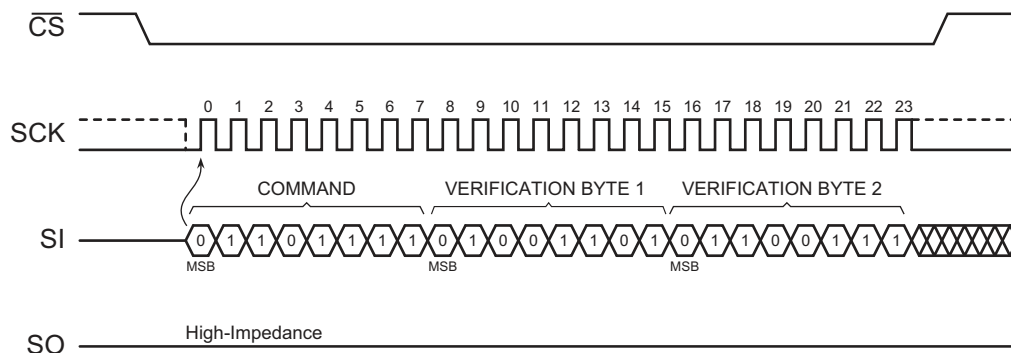 CS
0 1 2 3 4 5 6 7 8 9 10 11 12 13 14 15 16 17 18 19 20 21 22 23
SCK
COMMAND VERIFICATION BYTE 1 VERIFICATION BYTE 2
SI 0 1 1 0 1 1 1 1 0 1 0 0 1 1 0 1 0 1 1 0 0 1 1 1
MSB MSB MSB
High-Impedance
SO